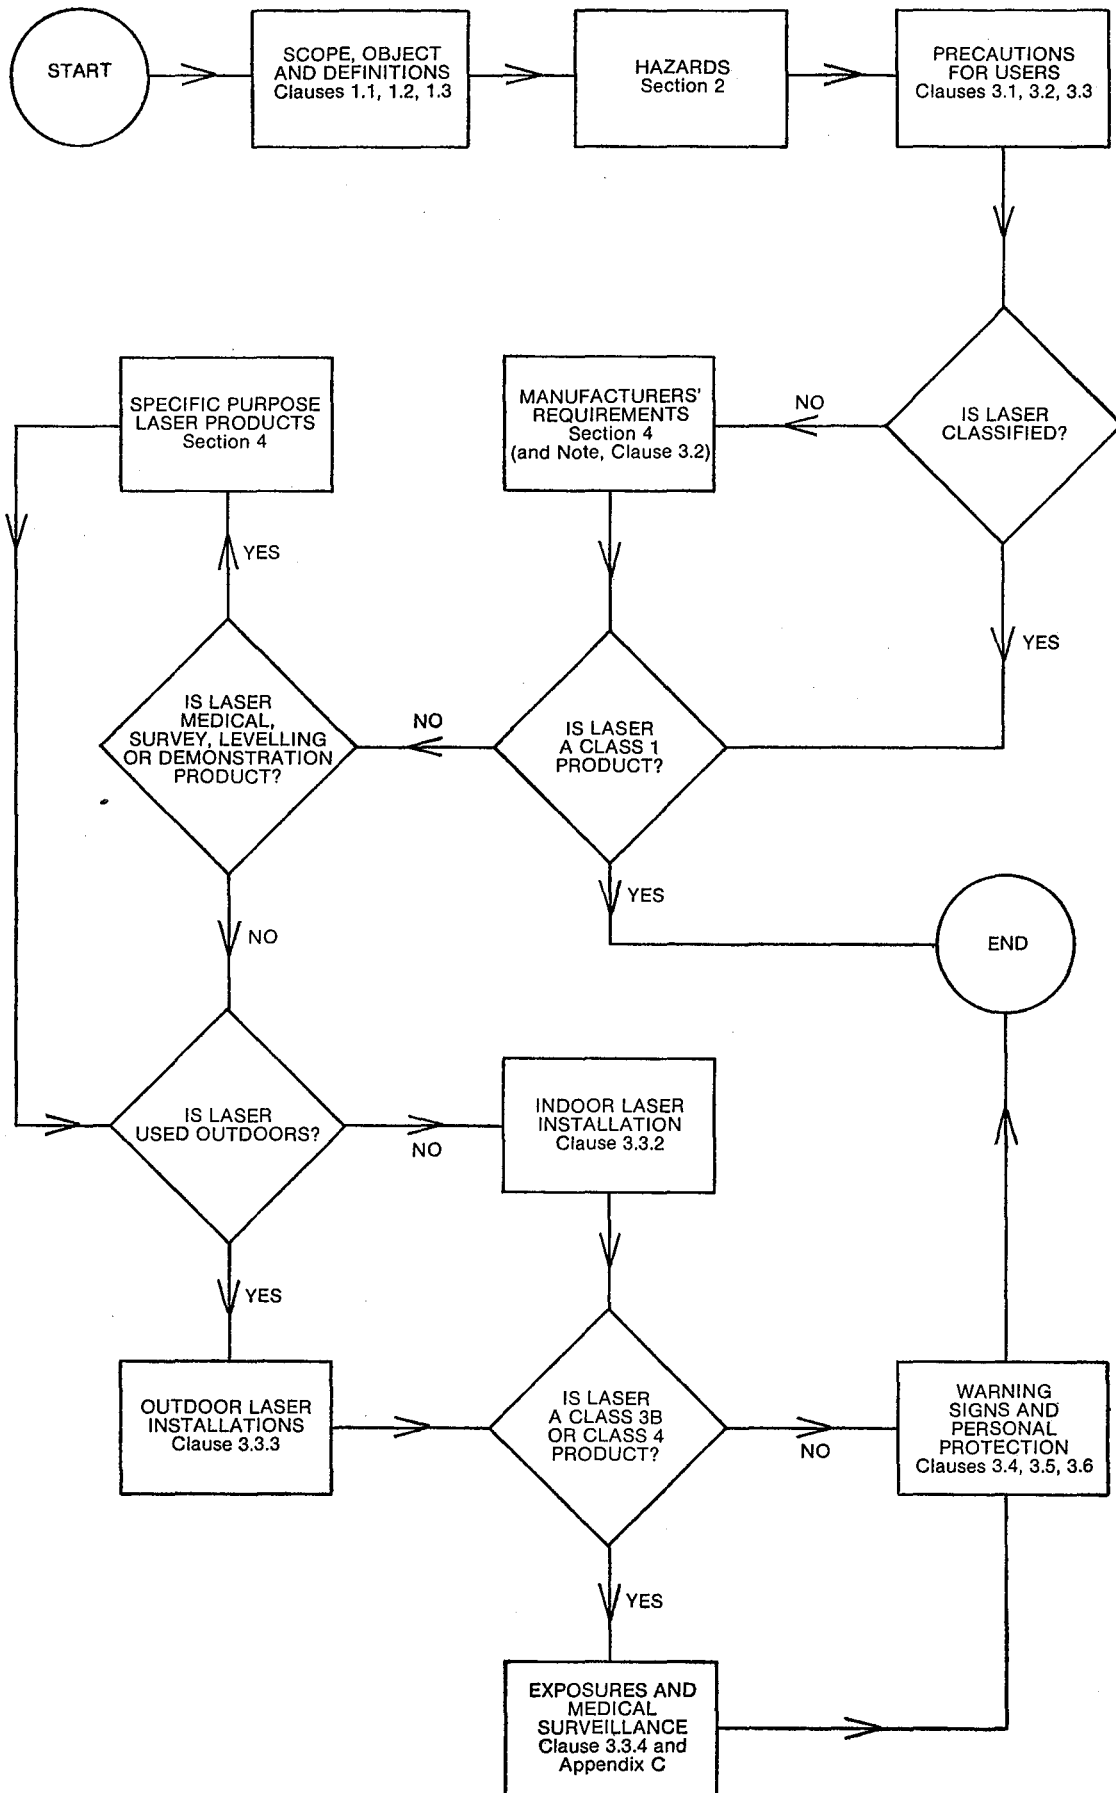 START
SCOPE, OBJECT
AND DEFINITIONS
Clauses 1.1, 1.2, 1.3
HAZARDS
Section 2
PRECAUTIONS
FOR USERS
Clauses 3.1, 3.2, 3.3
SPECIFIC PURPOSE
LASER PRODUCTS
Section 4
MANUFACTURERS'
REQUIREMENTS
Section 4
(and Note, Clause 3.2)
NO
IS LASER
CLASSIFIED?
YES
YES
IS LASER
MEDICAL,
SURVEY, LEVELLING
OR DEMONSTRATION
PRODUCT?
NO
IS LASER
A CLASS 1
PRODUCT?
YES
NO
END
IS LASER
USED OUTDOORS?
NO
INDOOR LASER
INSTALLATION
Clause 3.3.2
YES
OUTDOOR LASER
INSTALLATIONS
Clause 3.3.3
IS LASER
A CLASS 3B
OR CLASS 4
PRODUCT?
NO
WARNING
SIGNS AND
PERSONAL
PROTECTION
Clauses 3.4, 3.5, 3.6
YES
EXPOSURES AND
MEDICAL
SURVEILLANCE
Clause 3.3.4 and
Appendix C